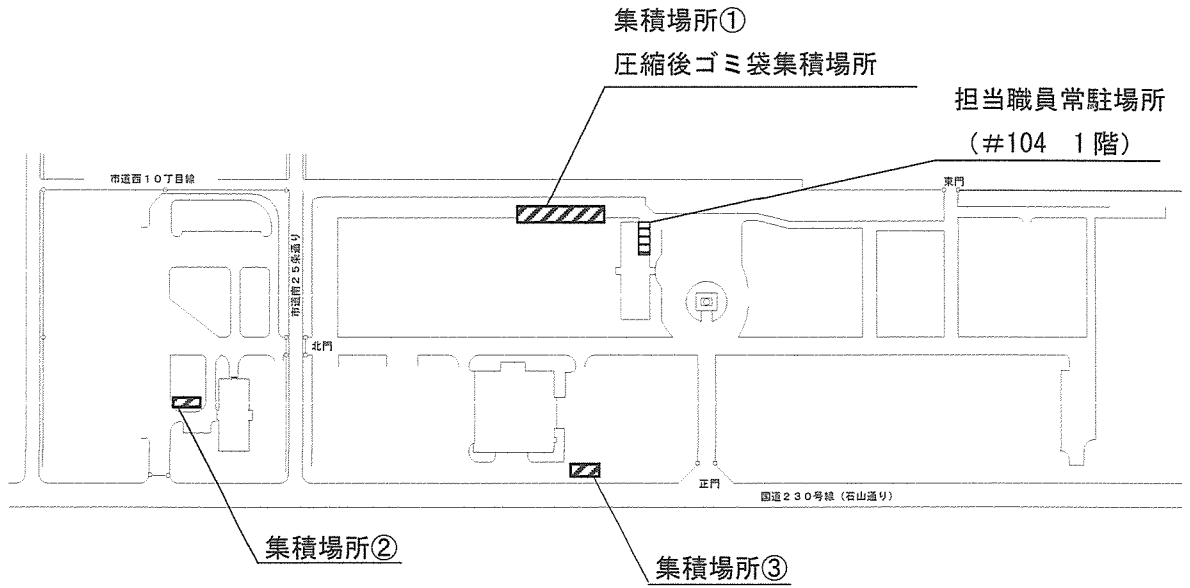 集積場所①
圧縮後ゴミ袋集積場所
担当職員常駐場所
（＃104　1階）
市道西10丁目線
東門
市道南25条通り
北門
正門
国道230号線（石山通り）
集積場所②
集積場所③